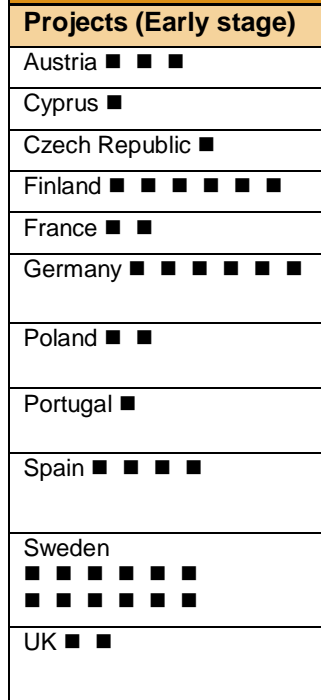 Projects (Early stage)
Austria ■ ■ ■
Cyprus ■
Czech Republic ■
Finland ■ ■ ■ ■ ■ ■
France ■ ■
Germany ■ ■ ■ ■ ■ ■
Poland ■ ■
Portugal ■
Spain ■ ■ ■ ■
Sweden
■ ■ ■ ■ ■ ■
■ ■ ■ ■ ■ ■
UK ■ ■